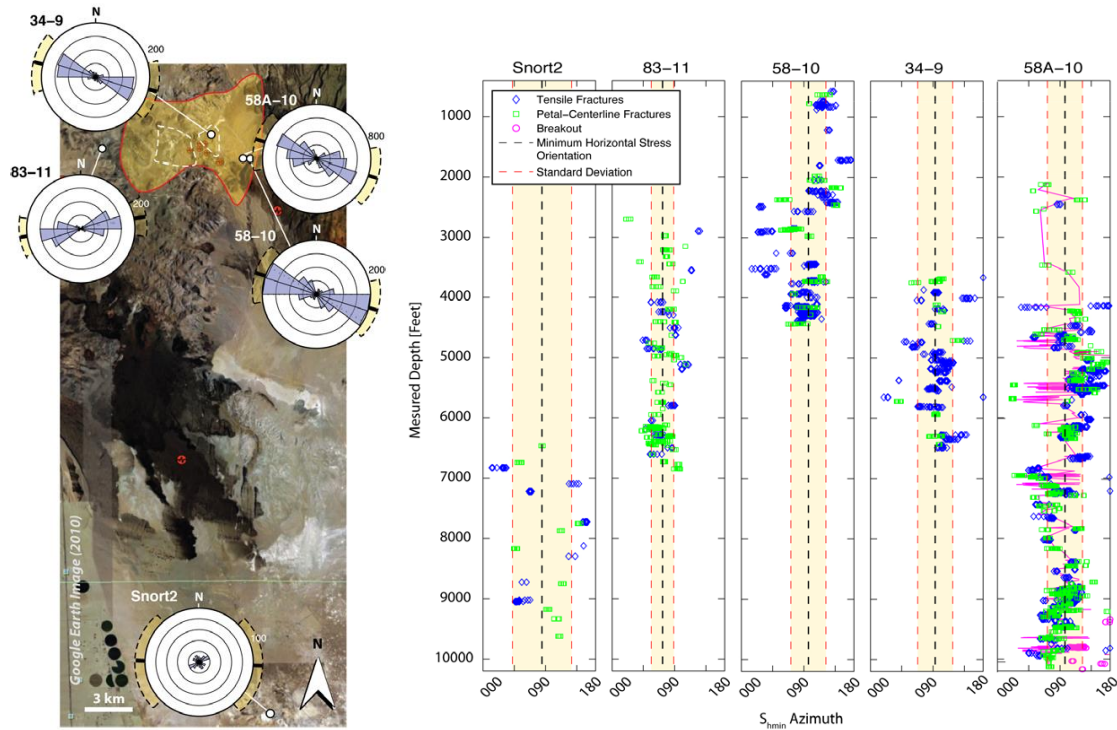 34–9
N
200
58A–10
N
800
83–11
N
200
58–10
N
200
Google Earth Image (2010)
Snort2
N
100
N
3 km
Snort2
83–11
58–10
34–9
58A–10
Tensile Fractures
Petal–Centerline Fractures
Breakout
Minimum Horizontal Stress
Orientation
Standard Deviation
Mesured Depth [Feet]
1000
2000
3000
4000
5000
6000
7000
8000
9000
10000
000
090
180
000
090
180
000
090
180
000
090
180
000
090
180
Shmin Azimuth